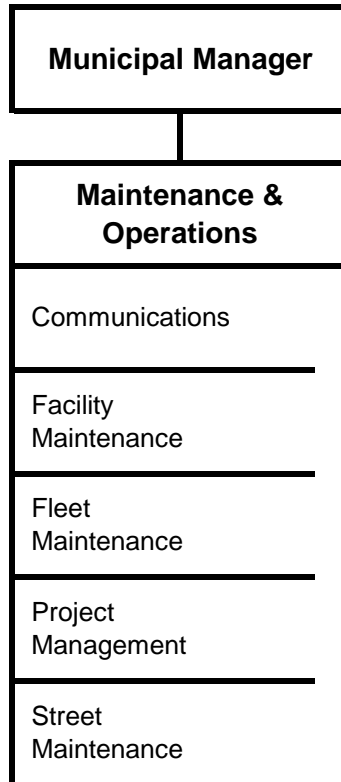 Municipal Manager
Maintenance &
Operations
Communications
Facility
Maintenance
Fleet
Maintenance
Project
Management
Street
Maintenance